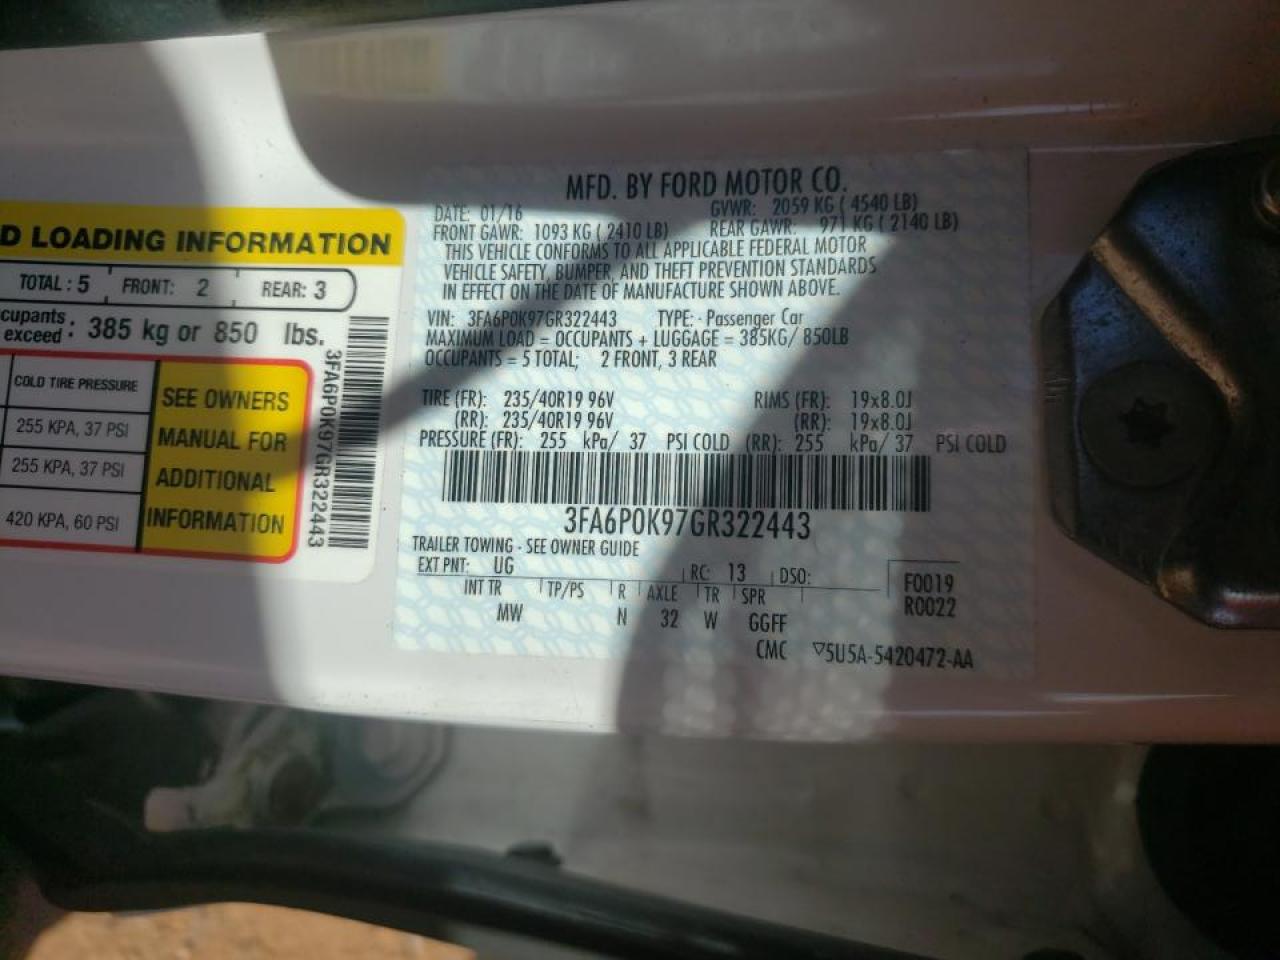 D LOADING INFORMATION
TOTAL : 5 FRONT: 2 REAR: 3
cupants
exceed : 385 kg or 850 lbs.
COLD TIRE PRESSURE
255 KPA, 37 PSI
255 KPA, 37 PSI
420 KPA, 60 PSI
SEE OWNERS
MANUAL FOR
ADDITIONAL
INFORMATION
3FA6P0K97GR322443
MFD. BY FORD MOTOR CO.
DATE: 01/16 GVWR: 2059 KG ( 4540 LB)
FRONT GAWR: 1093 KG ( 2410 LB) REAR GAWR: 971 KG ( 2140 LB)
THIS VEHICLE CONFORMS TO ALL APPLICABLE FEDERAL MOTOR
VEHICLE SAFETY, BUMPER, AND THEFT PREVENTION STANDARDS
IN EFFECT ON THE DATE OF MANUFACTURE SHOWN ABOVE.
VIN: 3FA6P0K97GR322443 TYPE: - Passenger Car
MAXIMUM LOAD = OCCUPANTS + LUGGAGE = 385KG/ 850LB
OCCUPANTS = 5 TOTAL; 2 FRONT, 3 REAR
TIRE (FR): 235/40R19 96V RIMS (FR): 19x8.0J
(RR): 235/40R19 96V (RR): 19x8.0J
PRESSURE (FR): 255 kPa/ 37 PSI COLD (RR): 255 kPa/ 37 PSI COLD
3FA6P0K97GR322443
TRAILER TOWING - SEE OWNER GUIDE
EXT PNT: UG RC: 13 DSO: F0019
INT TR TP/PS R AXLE TR SPR R0022
MW N 32 W GGFF
CMC ▽5U5A-5420472-AA